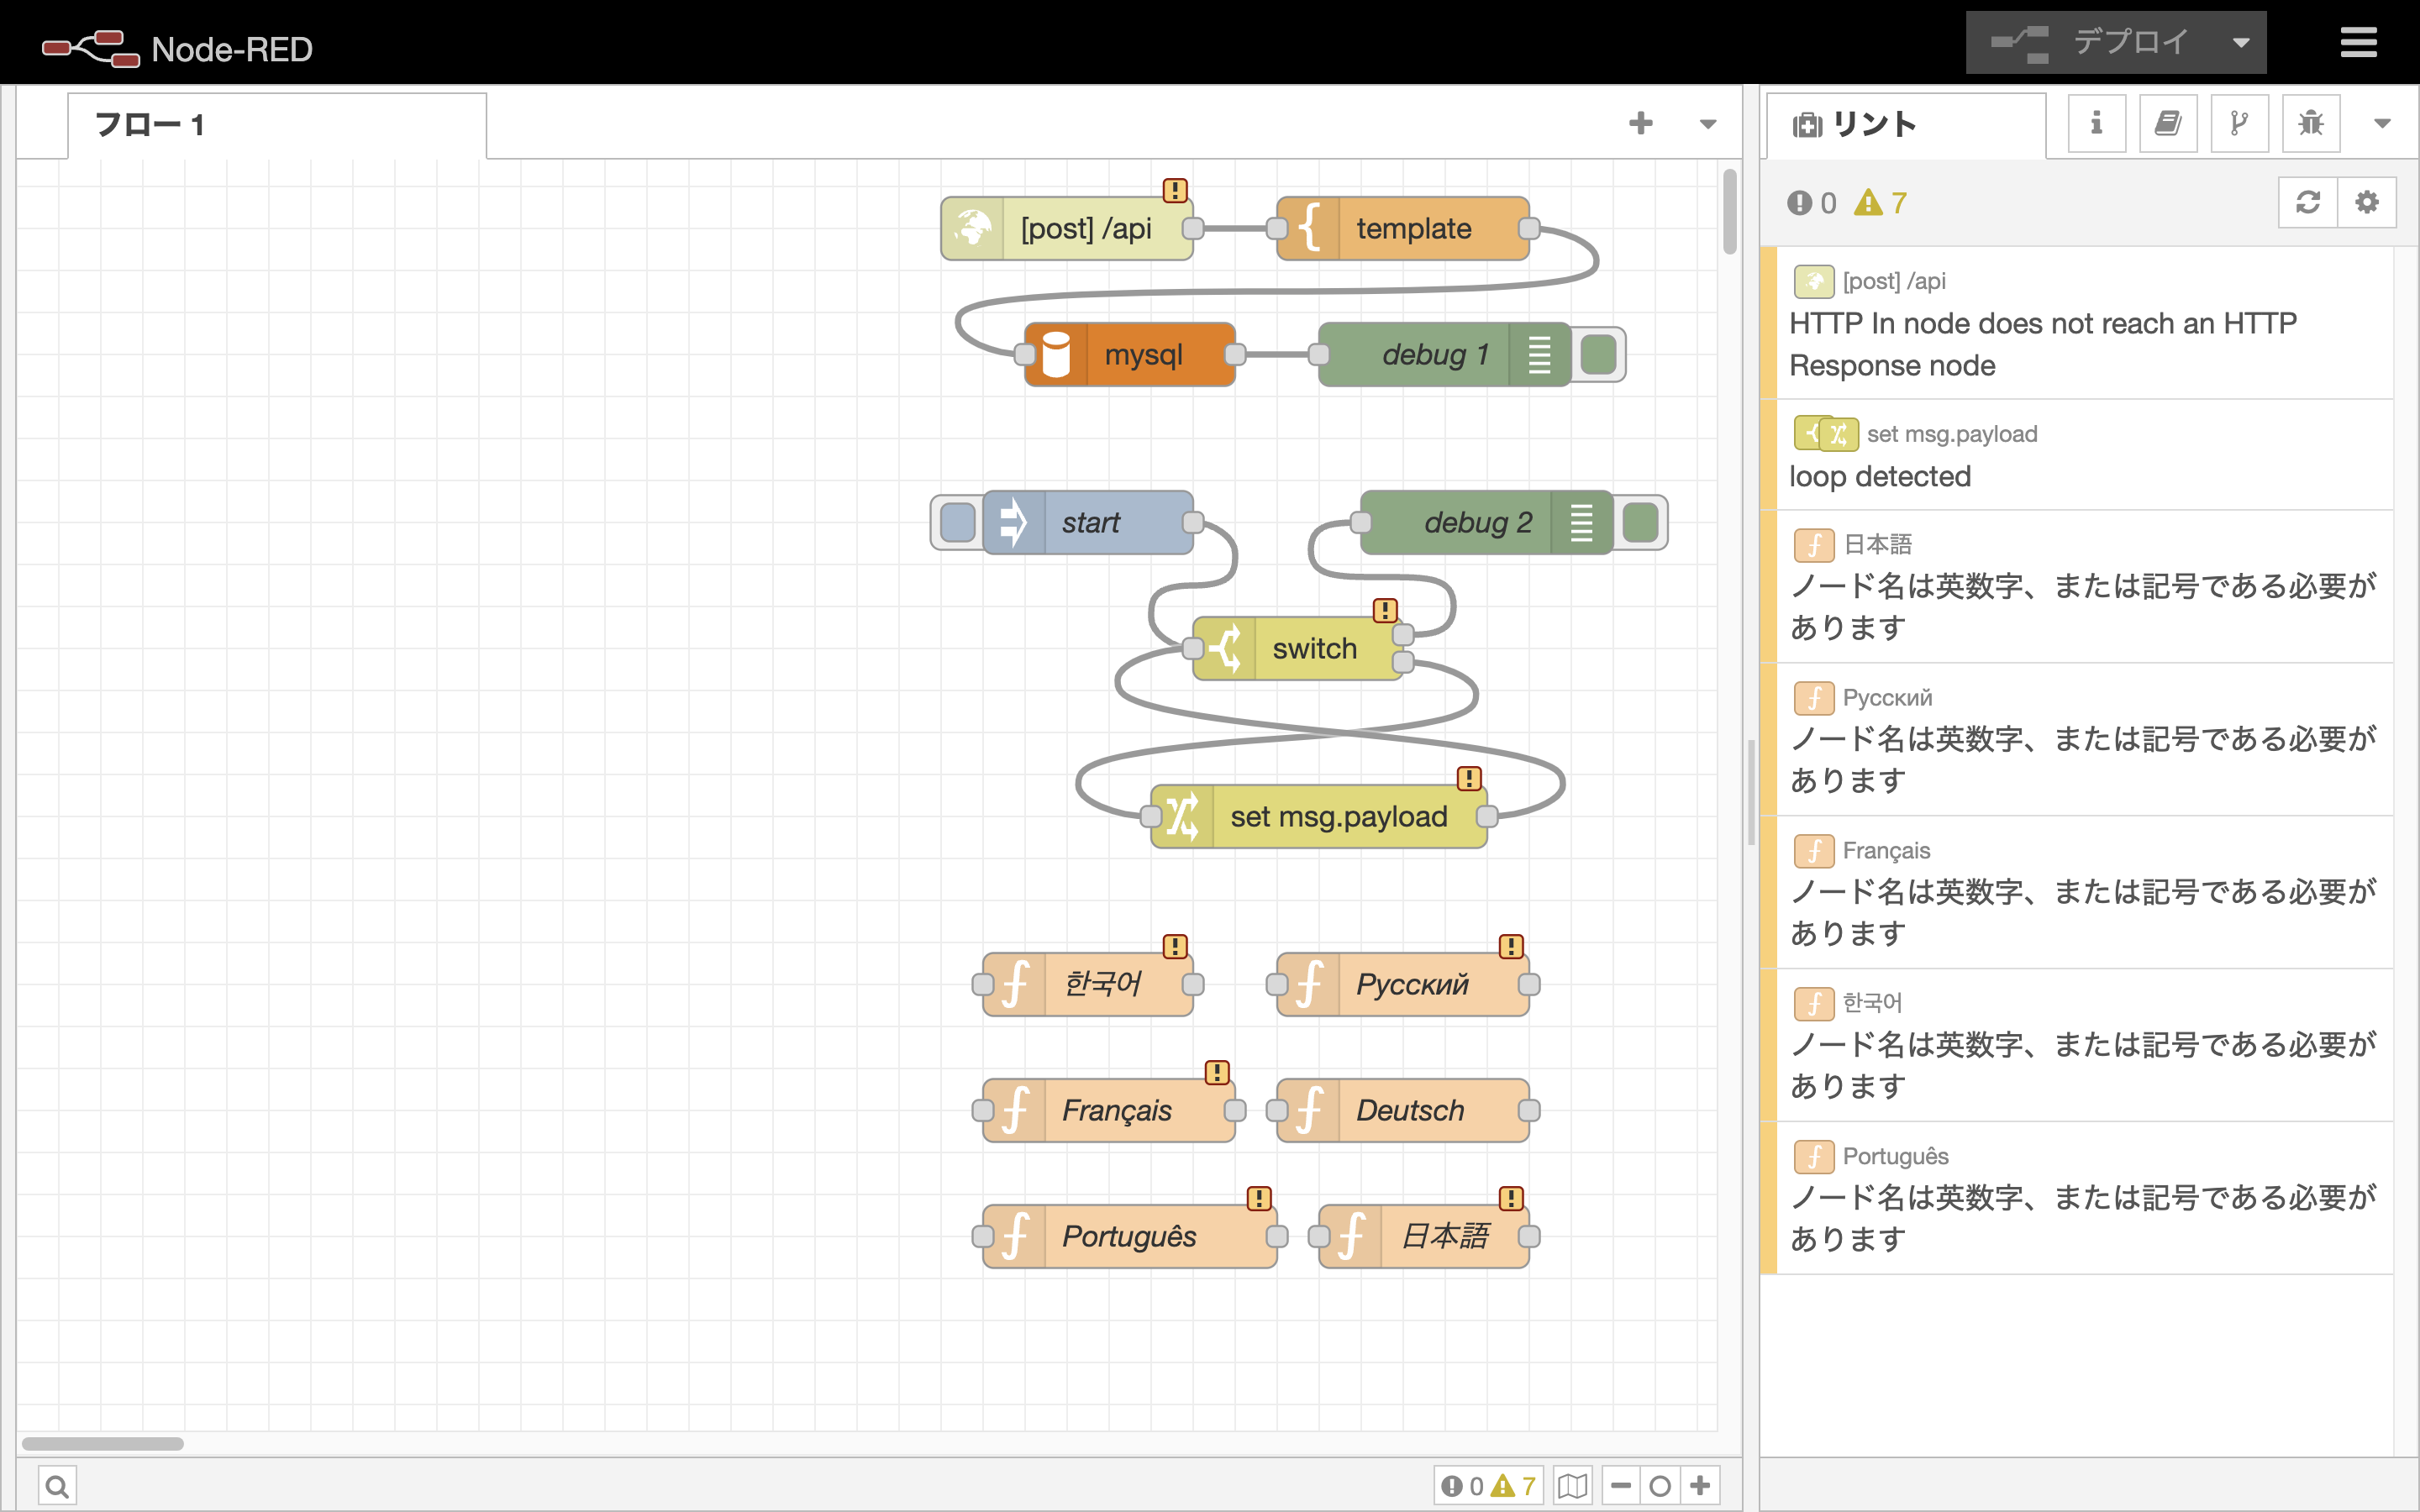 Node-RED
デプロイ
フロー 1
リント
0 7
[post] /api
template
mysql
debug 1
start
debug 2
switch
set msg.payload
한국어
Русский
Français
Deutsch
Português
日本語
[post] /api
HTTP In node does not reach an HTTP
Response node
set msg.payload
loop detected
日本語
ノード名は英数字、または記号である必要が
あります
Русский
ノード名は英数字、または記号である必要が
あります
Français
ノード名は英数字、または記号である必要が
あります
한국어
ノード名は英数字、または記号である必要が
あります
Português
ノード名は英数字、または記号である必要が
あります
0 7